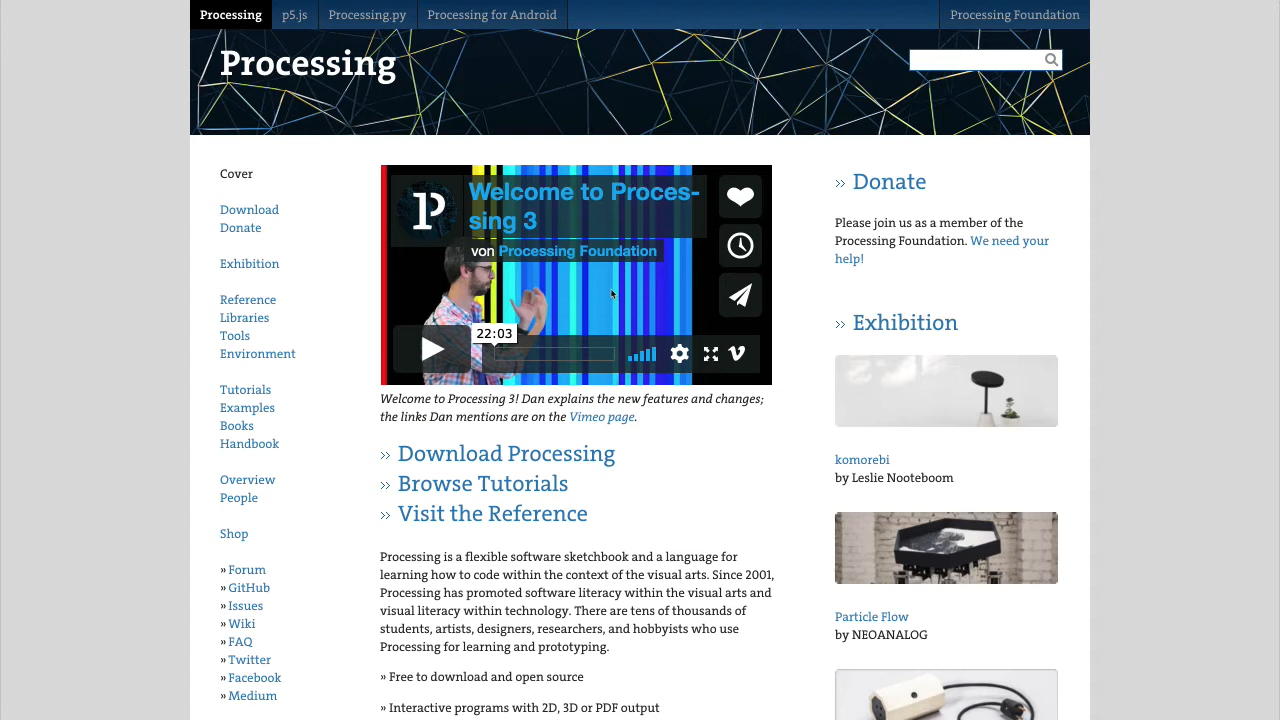 Processing p5.js Processing.py Processing for Android Processing Foundation
Processing
Cover
Download
Donate
Exhibition
Reference
Libraries
Tools
Environment
Tutorials
Examples
Books
Handbook
Overview
People
Shop
» Forum
» GitHub
» Issues
» Wiki
» FAQ
» Twitter
» Facebook
» Medium
Welcome to Proces-
sing 3
von Processing Foundation
22:03
Welcome to Processing 3! Dan explains the new features and changes;
the links Dan mentions are on the Vimeo page.
» Download Processing
» Browse Tutorials
» Visit the Reference
Processing is a flexible software sketchbook and a language for
learning how to code within the context of the visual arts. Since 2001,
Processing has promoted software literacy within the visual arts and
visual literacy within technology. There are tens of thousands of
students, artists, designers, researchers, and hobbyists who use
Processing for learning and prototyping.
» Free to download and open source
» Interactive programs with 2D, 3D or PDF output
» Donate
Please join us as a member of the
Processing Foundation. We need your
help!
» Exhibition
komorebi
by Leslie Nooteboom
Particle Flow
by NEOANALOG